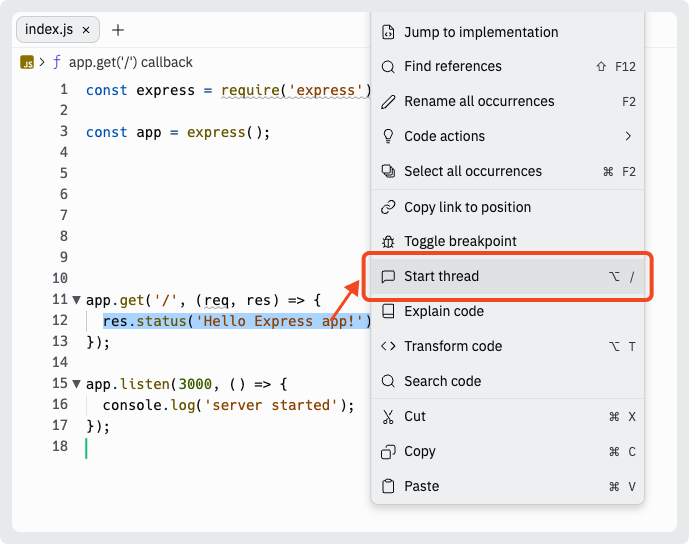 index.js ×  +
JS > ƒ app.get('/') callback
1 const express = require('express')
2
3 const app = express();
4
5
6
7
8
9
10
11 app.get('/', (req, res) => {
12 res.status('Hello Express app!')
13 });
14
15 app.listen(3000, () => {
16 console.log('server started');
17 });
18
Jump to implementation
Find references ⇧ F12
Rename all occurrences F2
Code actions >
Select all occurrences ⌘ F2
Copy link to position
Toggle breakpoint
Start thread ⌥ /
Explain code
Transform code ⌥ T
Search code
Cut ⌘ X
Copy ⌘ C
Paste ⌘ V